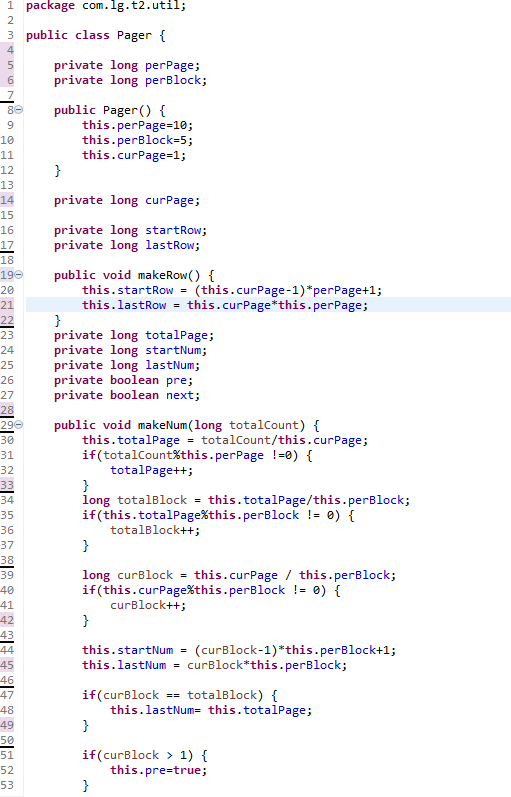 1 package com.lg.t2.util;
2
3 public class Pager {
4
5     private long perPage;
6     private long perBlock;
7
8     public Pager() {
9         this.perPage=10;
10         this.perBlock=5;
11         this.curPage=1;
12     }
13
14     private long curPage;
15
16     private long startRow;
17     private long lastRow;
18
19     public void makeRow() {
20         this.startRow = (this.curPage-1)*perPage+1;
21         this.lastRow = this.curPage*this.perPage;
22     }
23     private long totalPage;
24     private long startNum;
25     private long lastNum;
26     private boolean pre;
27     private boolean next;
28
29     public void makeNum(long totalCount) {
30         this.totalPage = totalCount/this.curPage;
31         if(totalCount%this.perPage !=0) {
32             totalPage++;
33         }
34         long totalBlock = this.totalPage/this.perBlock;
35         if(this.totalPage%this.perBlock != 0) {
36             totalBlock++;
37         }
38
39         long curBlock = this.curPage / this.perBlock;
40         if(this.curPage%this.perBlock != 0) {
41             curBlock++;
42         }
43
44         this.startNum = (curBlock-1)*this.perBlock+1;
45         this.lastNum = curBlock*this.perBlock;
46
47         if(curBlock == totalBlock) {
48             this.lastNum= this.totalPage;
49         }
50
51         if(curBlock > 1) {
52             this.pre=true;
53         }